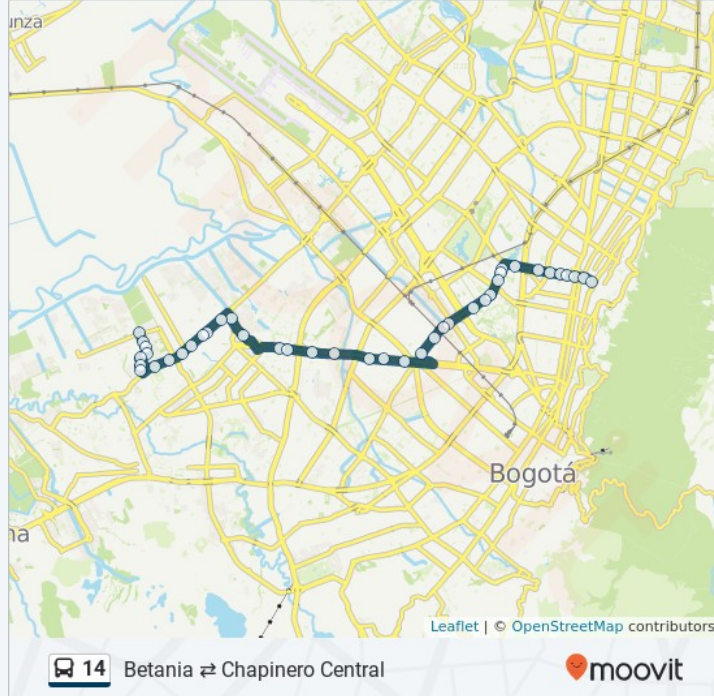 unza
Bogotá
na
Leaflet | © OpenStreetMap contributors
14 Betania ⇄ Chapinero Central
moovit